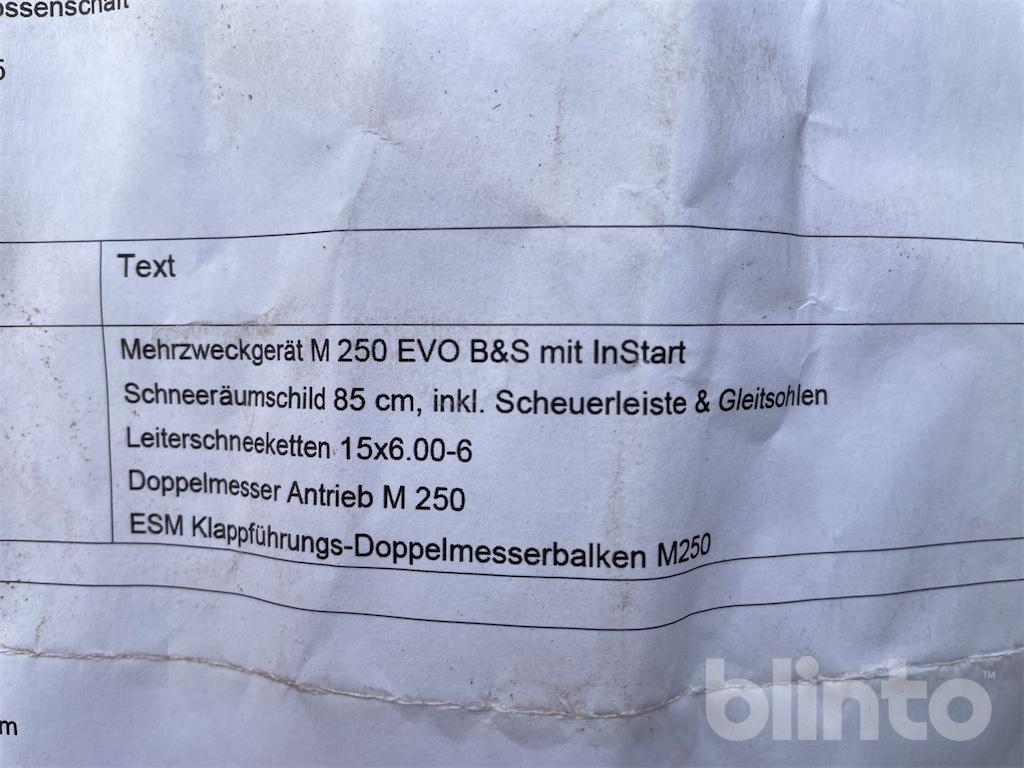 Text
Mehrzweckgerät M 250 EVO B&S mit InStart
Schneeräumschild 85 cm, inkl. Scheuerleiste & Gleitsohlen
Leiterschneeketten 15x6.00-6
Doppelmesser Antrieb M 250
ESM Klappführungs-Doppelmesserbalken M250
m
blinto™